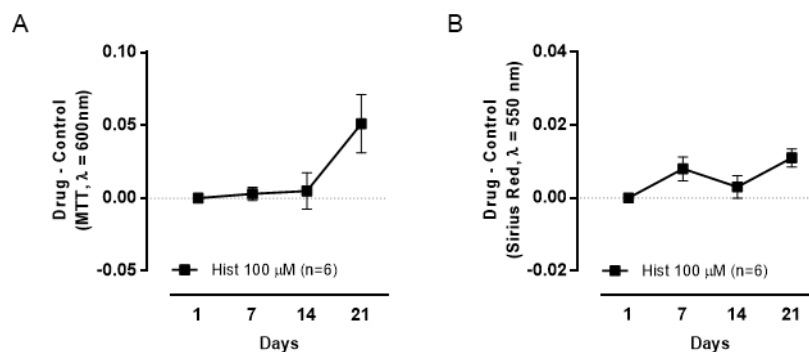 A
Drug - Control
(MTT, λ = 600nm)
0.10
0.05
0.00
-0.05
Hist 100 μM (n=6)
1 7 14 21
Days
B
Drug - Control
(Sirius Red, λ = 550 nm)
0.04
0.02
0.00
-0.02
Hist 100 μM (n=6)
1 7 14 21
Days